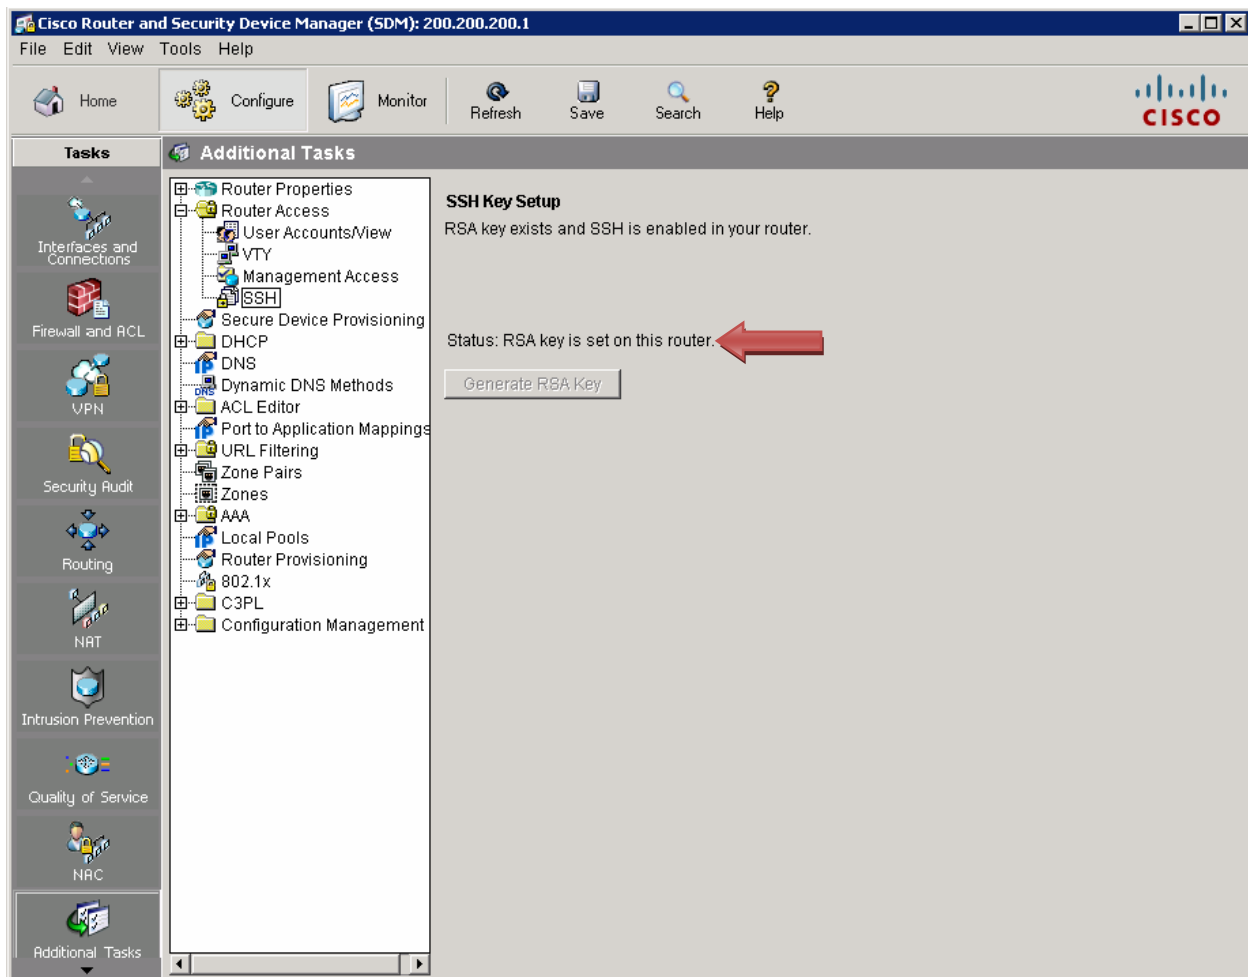 Cisco Router and Security Device Manager (SDM): 200.200.200.1
File Edit View Tools Help
Home
Configure
Monitor
Refresh
Save
Search
Help
CISCO
Tasks
Additional Tasks
Interfaces and
Connections
Firewall and ACL
VPN
Security Audit
Routing
NAT
Intrusion Prevention
Quality of Service
NAC
Additional Tasks
Router Properties
Router Access
User Accounts/View
VTY
Management Access
SSH
Secure Device Provisioning
DHCP
DNS
DNS
Dynamic DNS Methods
ACL Editor
Port to Application Mappings
URL Filtering
Zone Pairs
Zones
AAA
Local Pools
Router Provisioning
802.1x
C3PL
Configuration Management
SSH Key Setup
RSA key exists and SSH is enabled in your router.
Status: RSA key is set on this router.
Generate RSA Key